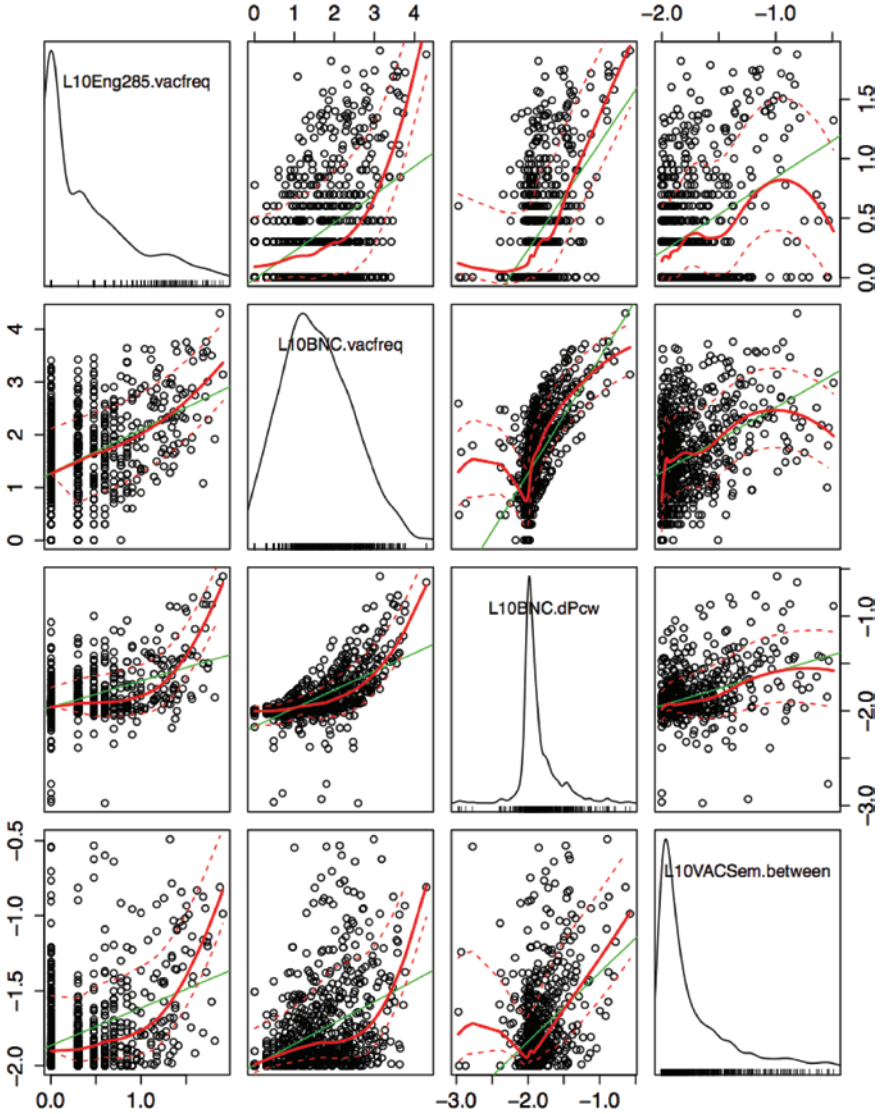 0 1 2 3 4
-2.0 -1.0
L10Eng285.vacfreq
0.0 0.5 1.0 1.5
L10BNC.vacfreq
0 1 2 3 4
L10BNC.dPcw
-3.0 -2.0 -1.0
L10VACSem.between
-2.0 -1.5 -1.0 -0.5
0.0 1.0
-3.0 -2.0 -1.0